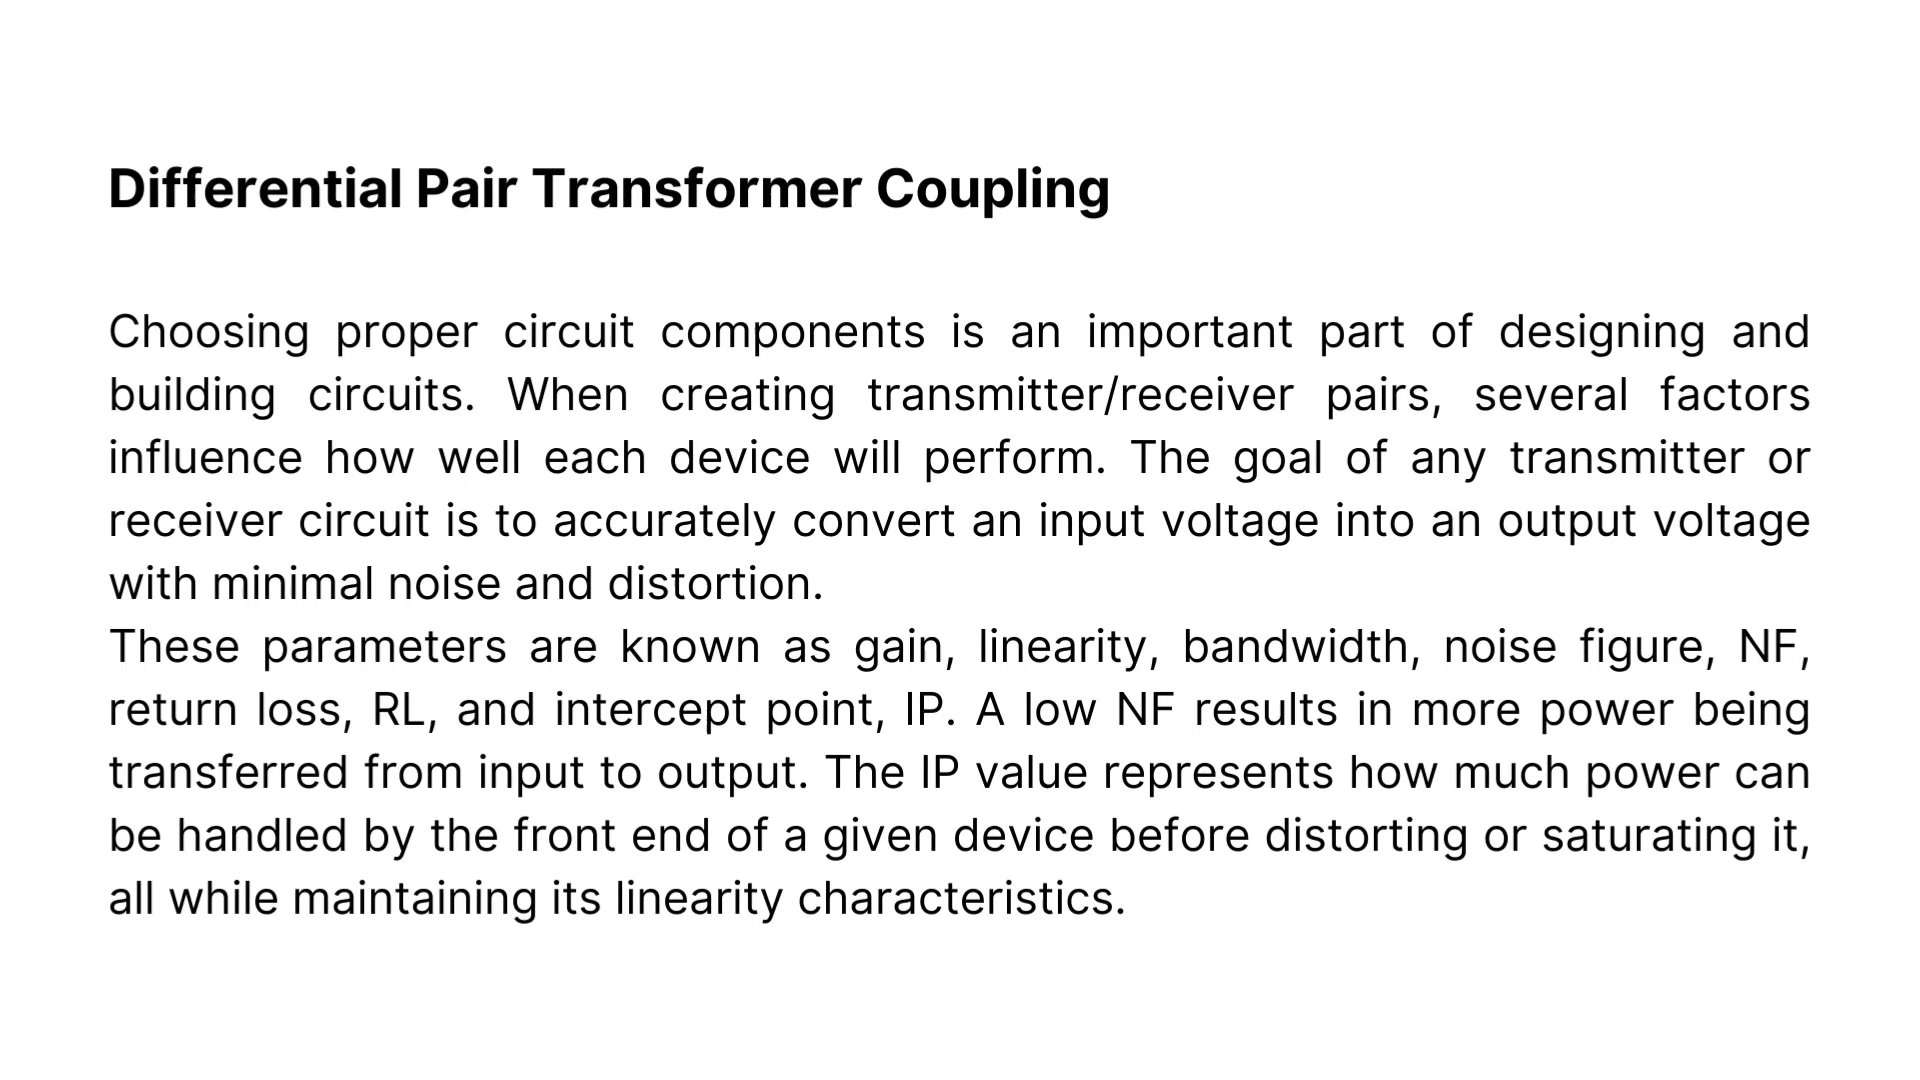 Differential Pair Transformer Coupling
Choosing proper circuit components is an important part of designing and
building circuits. When creating transmitter/receiver pairs, several factors
influence how well each device will perform. The goal of any transmitter or
receiver circuit is to accurately convert an input voltage into an output voltage
with minimal noise and distortion.
These parameters are known as gain, linearity, bandwidth, noise figure, NF,
return loss, RL, and intercept point, IP. A low NF results in more power being
transferred from input to output. The IP value represents how much power can
be handled by the front end of a given device before distorting or saturating it,
all while maintaining its linearity characteristics.